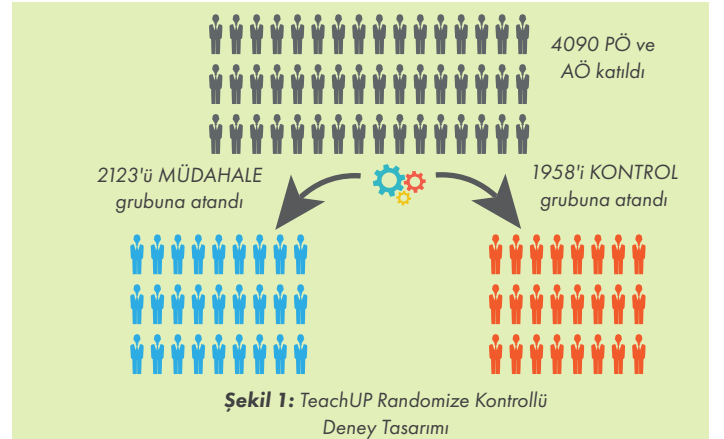 4090 PÖ ve
AÖ katıldı
2123'ü MÜDAHALE
grubuna atandı
1958'i KONTROL
grubuna atandı
Şekil 1: TeachUP Randomize Kontrollü
Deney Tasarımı